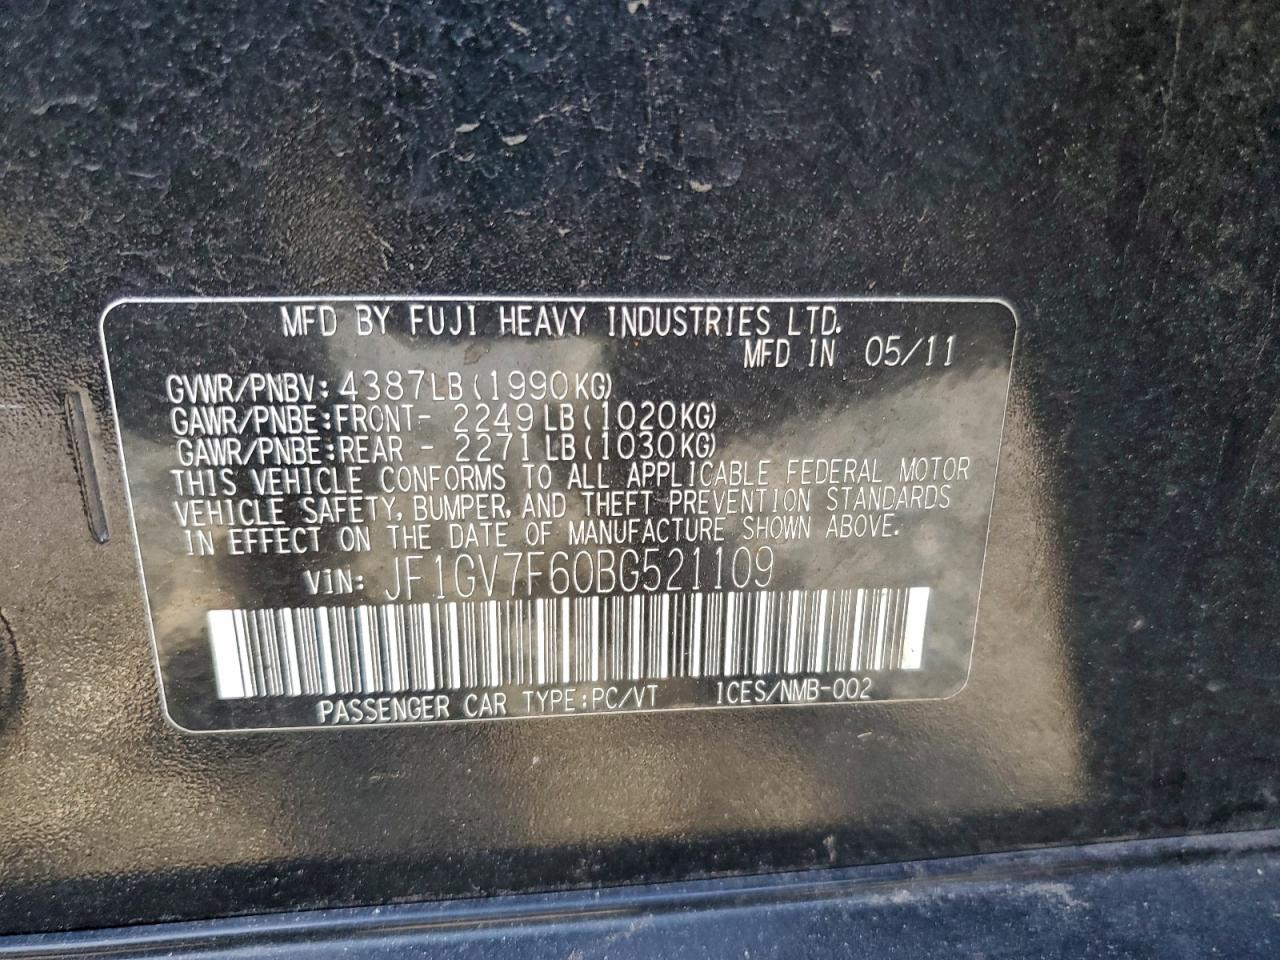 MFD BY FUJI HEAVY INDUSTRIES LTD.
MFD IN 05/11
GVWR/PNBV: 4387LB (1990KG)
GAWR/PNBE:FRONT- 2249LB(1020KG)
GAWR/PNBE:REAR - 2271LB(1030KG)
THIS VEHICLE CONFORMS TO ALL APPLICABLE FEDERAL MOTOR
VEHICLE SAFETY, BUMPER, AND THEFT PREVENTION STANDARDS
IN EFFECT ON THE DATE OF MANUFACTURE SHOWN ABOVE.
VIN: JF1GV7F60BG521109
PASSENGER CAR TYPE:PC/VT ICES/NMB-002